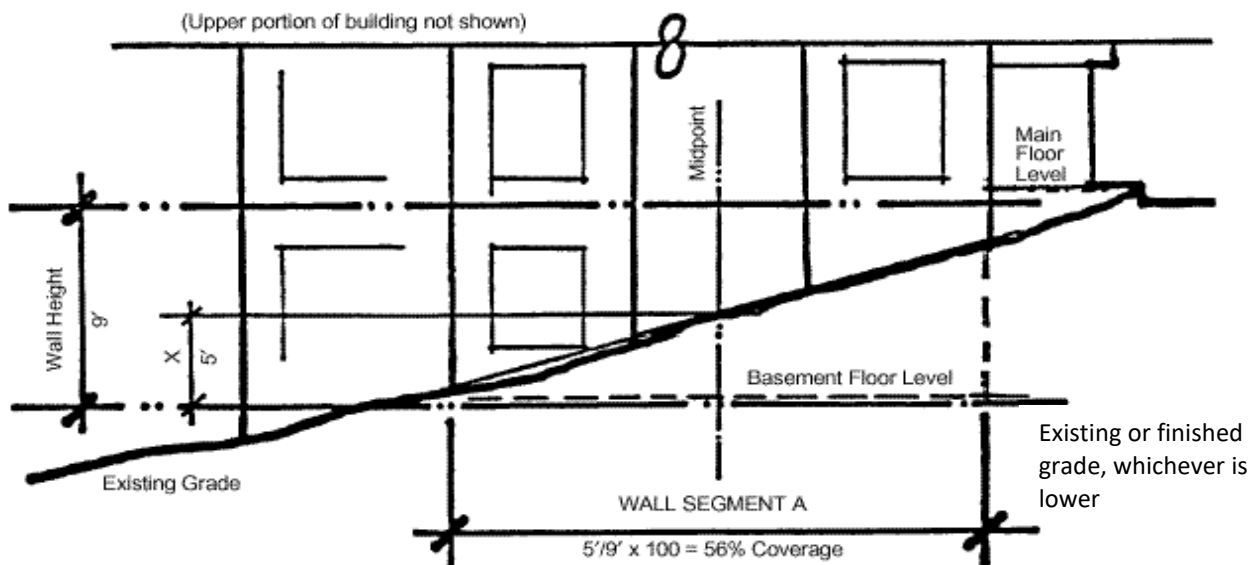 (Upper portion of building not shown)
8
Midpoint
Main
Floor
Level
Wall Height
9'
X
5'
Basement Floor Level
Existing or finished
grade, whichever is
lower
Existing Grade
WALL SEGMENT A
5'/9' x 100 = 56% Coverage